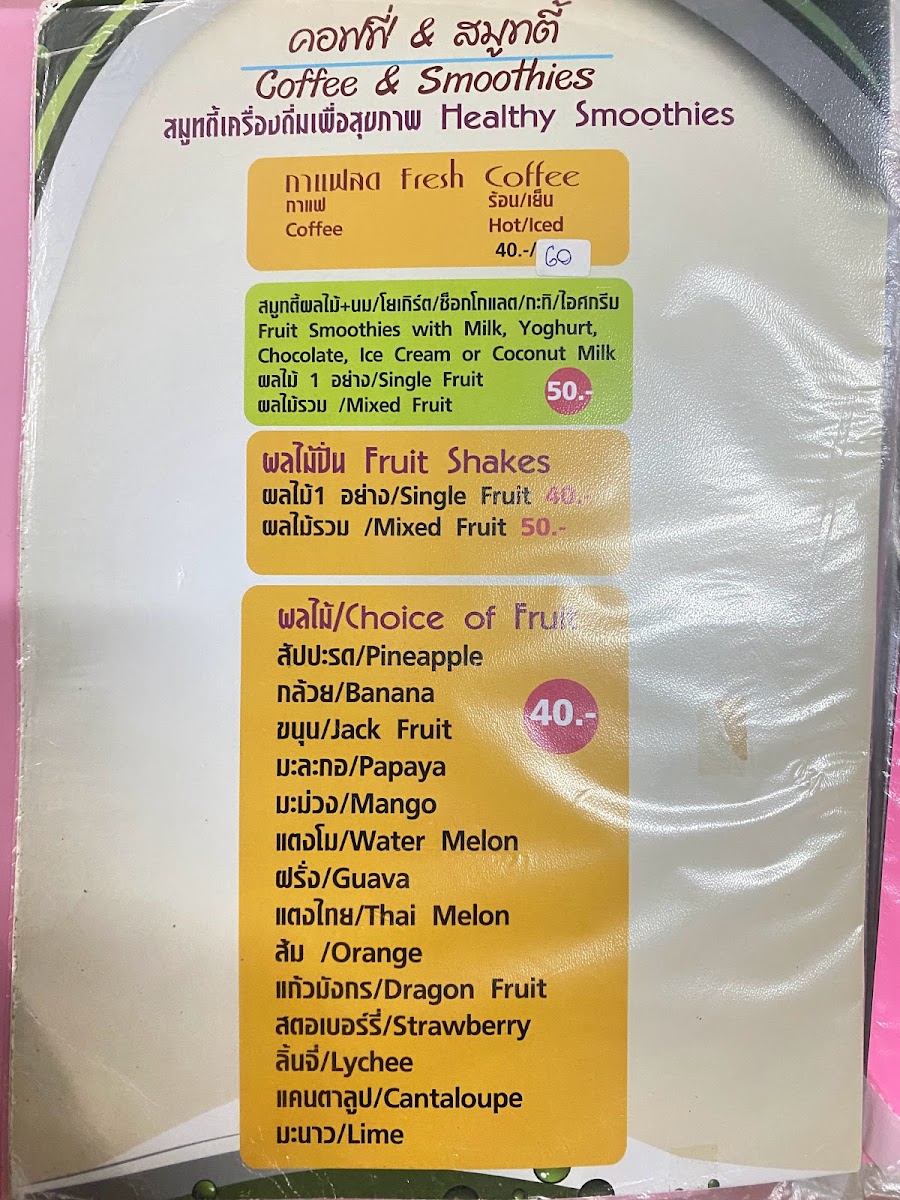 คอฟฟี่ & สมูทตี้
Coffee & Smoothies
สมูทตี้เครื่องดื่มเพื่อสุขภาพ Healthy Smoothies
กาแฟสด Fresh Coffee
กาแฟ ร้อน/เย็น
Coffee Hot/Iced
40.-/60
สมูทตี้ผลไม้+นม/โยเกิร์ต/ช็อกโกแลต/กะทิ/ไอศกรีม
Fruit Smoothies with Milk, Yoghurt,
Chocolate, Ice Cream or Coconut Milk
ผลไม้ 1 อย่าง/Single Fruit 50.-
ผลไม้รวม /Mixed Fruit
ผลไม้ปั่น Fruit Shakes
ผลไม้1 อย่าง/Single Fruit 40.-
ผลไม้รวม /Mixed Fruit 50.-
ผลไม้/Choice of Fruit
สัปปะรด/Pineapple
กล้วย/Banana 40.-
ขนุน/Jack Fruit
มะละกอ/Papaya
มะม่วง/Mango
แตงโม/Water Melon
ฝรั่ง/Guava
แตงไทย/Thai Melon
ส้ม /Orange
แก้วมังกร/Dragon Fruit
สตอเบอร์รี่/Strawberry
ลิ้นจี่/Lychee
แคนตาลูป/Cantaloupe
มะนาว/Lime